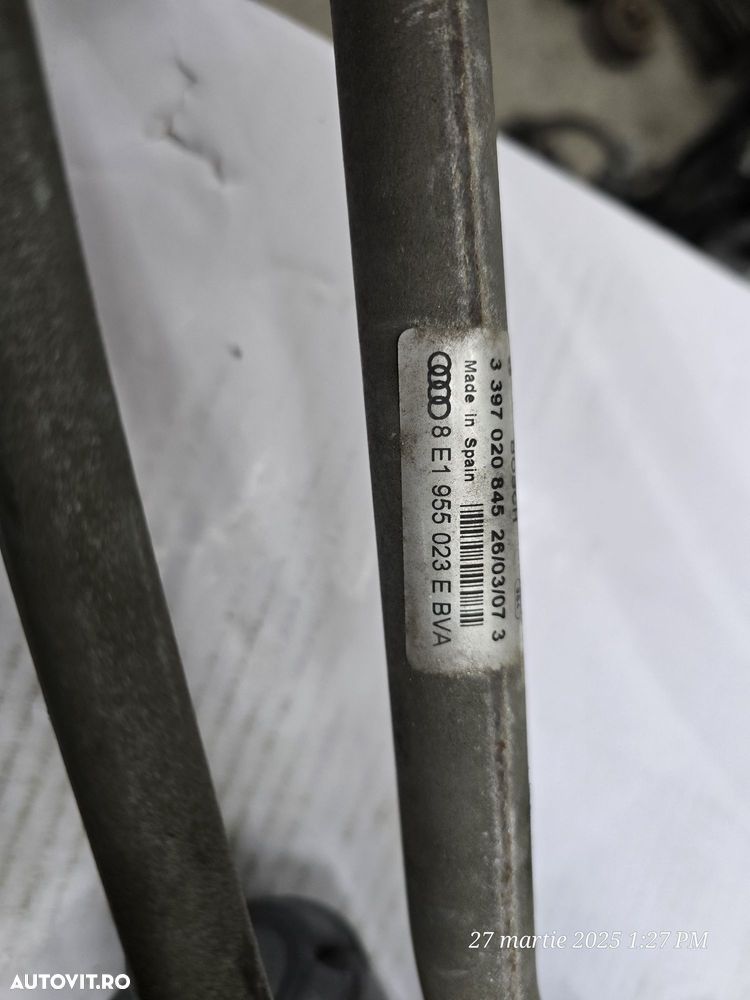 BOSCH
3 397 020 845 26/03/07 3
Made in Spain
8 E1 955 023 E BVA
27 martie 2025 1:27 PM
AUTOVIT.RO